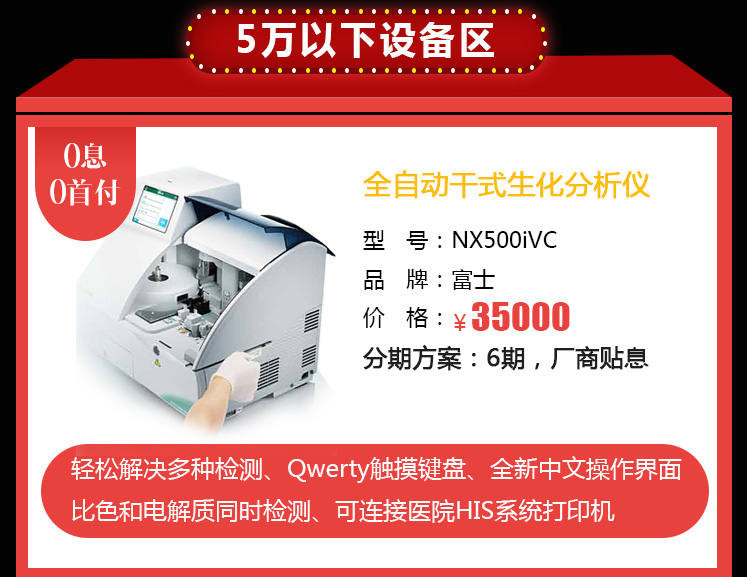 5万以下设备区
0息
0首付
全自动干式生化分析仪
型 号：NX500iVC
品 牌：富士
价 格：¥35000
分期方案：6期，厂商贴息
轻松解决多种检测、Qwerty触摸键盘、全新中文操作界面
比色和电解质同时检测、可连接医院HIS系统打印机